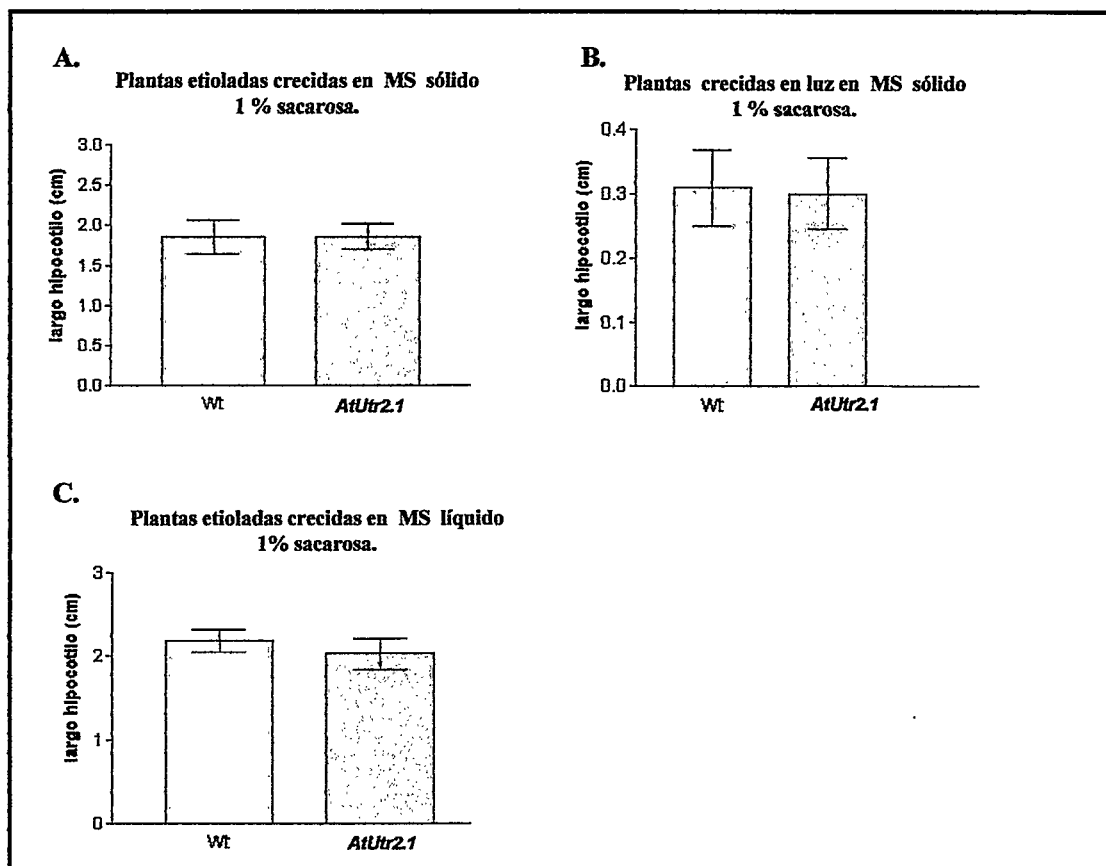 A.
Plantas etioladas crecidas en MS sólido
1 % sacarosa.
largo hipocotilo (cm)
3.0
2.5
2.0
1.5
1.0
0.5
0.0
Wt
AtUtr2.1
B.
Plantas crecidas en luz en MS sólido
1 % sacarosa.
largo hipocotilo (cm)
0.4
0.3
0.2
0.1
0.0
Wt
AtUtr2.1
C.
Plantas etioladas crecidas en MS líquido
1% sacarosa.
largo hipocotilo (cm)
3
2
1
0
Wt
AtUtr2.1